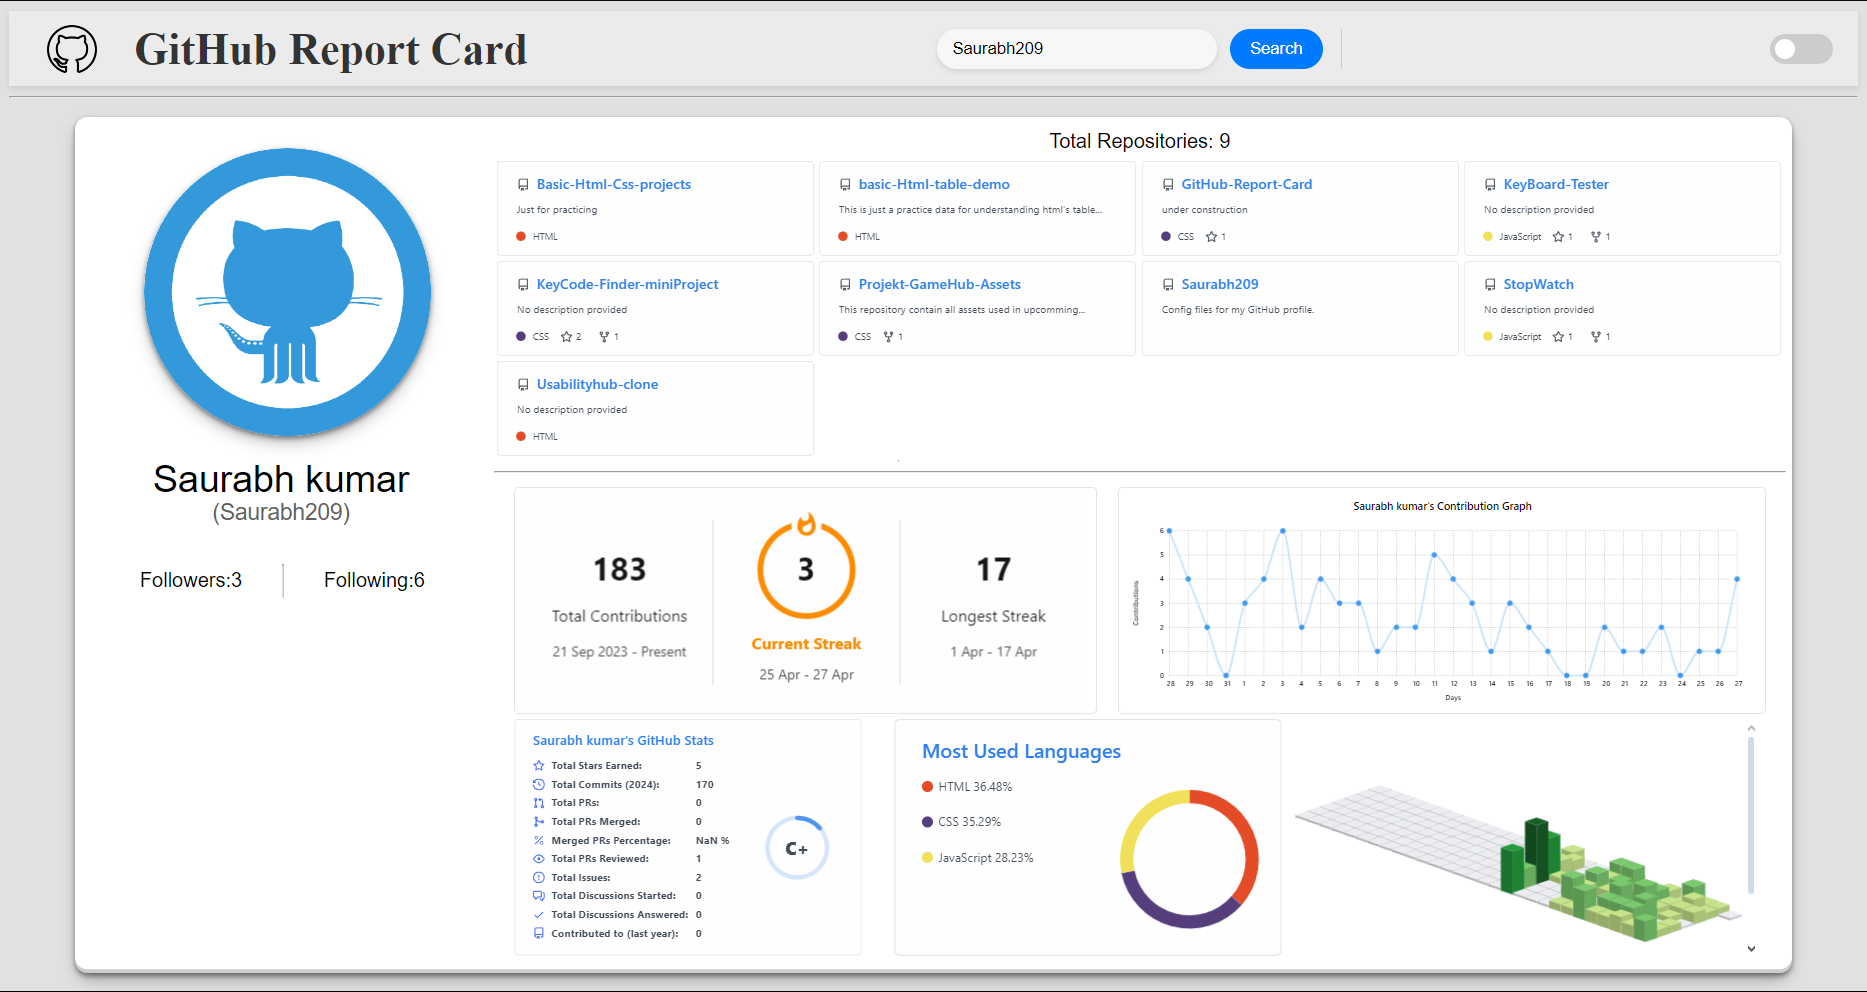 GitHub Report Card
Saurabh209
Search
Saurabh kumar
(Saurabh209)
Followers:3
Following:6
Total Repositories: 9
Basic-Html-Css-projects
Just for practicing
HTML
basic-Html-table-demo
This is just a practice data for understanding html's table...
HTML
GitHub-Report-Card
under construction
CSS 1
KeyBoard-Tester
No description provided
JavaScript 1 1
KeyCode-Finder-miniProject
No description provided
CSS 2 1
Projekt-GameHub-Assets
This repository contain all assets used in upcomming...
CSS 1
Saurabh209
Config files for my GitHub profile.
StopWatch
No description provided
JavaScript 1 1
Usabilityhub-clone
No description provided
HTML
183
Total Contributions
21 Sep 2023 - Present
3
Current Streak
25 Apr - 27 Apr
17
Longest Streak
1 Apr - 17 Apr
Saurabh kumar's Contribution Graph
Contributions
6
5
4
3
2
1
0
28 29 30 31 1 2 3 4 5 6 7 8 9 10 11 12 13 14 15 16 17 18 19 20 21 22 23 24 25 26 27
Days
Saurabh kumar's GitHub Stats
Total Stars Earned: 5
Total Commits (2024): 170
Total PRs: 0
Total PRs Merged: 0
Merged PRs Percentage: NaN %
Total PRs Reviewed: 1
Total Issues: 2
Total Discussions Started: 0
Total Discussions Answered: 0
Contributed to (last year): 0
C+
Most Used Languages
HTML 36.48%
CSS 35.29%
JavaScript 28.23%